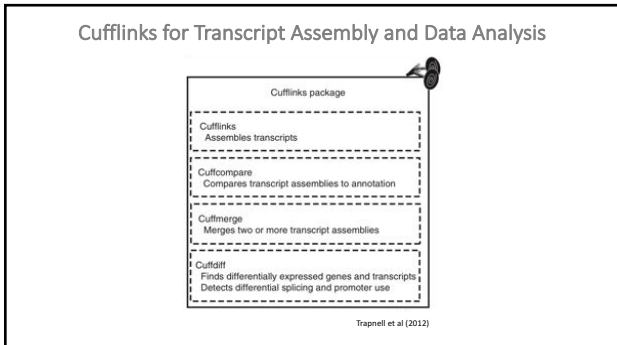 Cufflinks for Transcript Assembly and Data Analysis
Cufflinks package
Cufflinks
Assembles transcripts
Cuffcompare
Compares transcript assemblies to annotation
Cuffmerge
Merges two or more transcript assemblies
Cuffdiff
Finds differentially expressed genes and transcripts
Detects differential splicing and promoter use
Trapnell et al (2012)